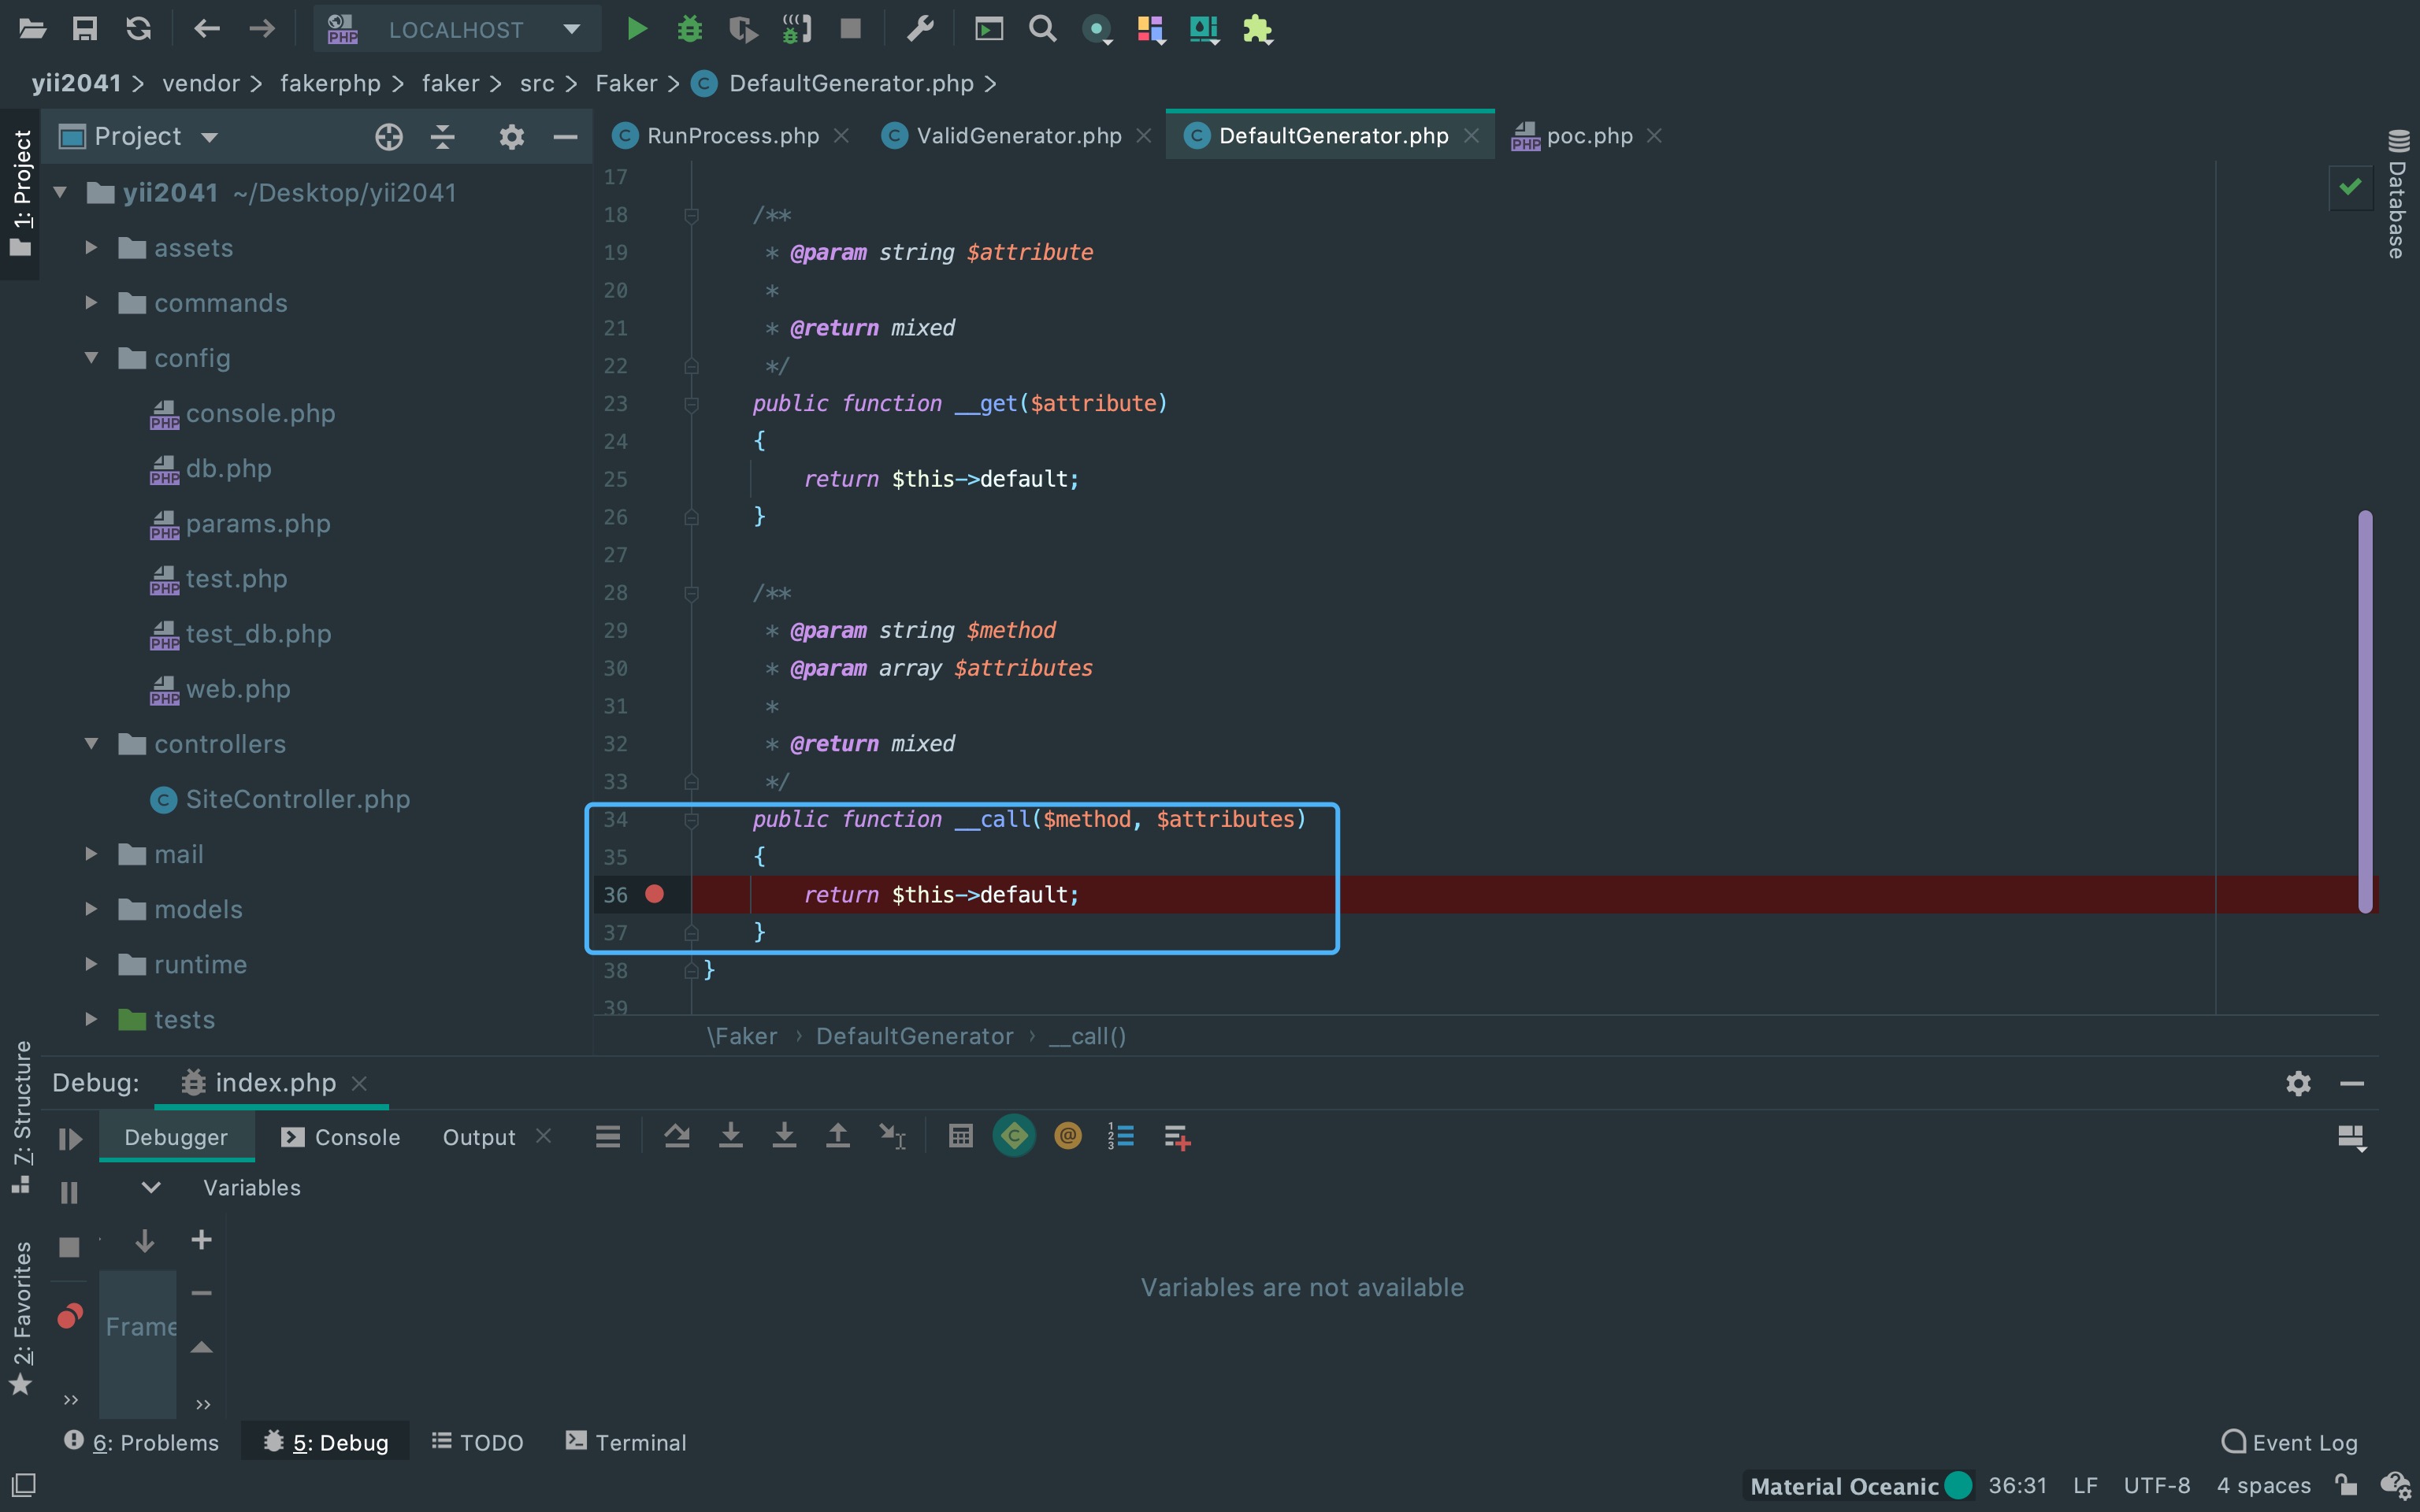 LOCALHOST
yii2041 > vendor > fakerphp > faker > src > Faker > DefaultGenerator.php >
1: Project
Project
RunProcess.php
ValidGenerator.php
DefaultGenerator.php
poc.php
Database
yii2041 ~/Desktop/yii2041
assets
commands
config
console.php
db.php
params.php
test.php
test_db.php
web.php
controllers
SiteController.php
mail
models
runtime
tests
17
18 /**
19 * @param string $attribute
20 *
21 * @return mixed
22 */
23 public function __get($attribute)
24 {
25 return $this->default;
26 }
27
28 /**
29 * @param string $method
30 * @param array $attributes
31 *
32 * @return mixed
33 */
34 public function __call($method, $attributes)
35 {
36 return $this->default;
37 }
38 }
39
\Faker › DefaultGenerator › __call()
7: Structure
2: Favorites
Debug:
index.php
Debugger
Console
Output
Variables
Frame
Variables are not available
6: Problems
5: Debug
TODO
Terminal
Event Log
Material Oceanic
36:31
LF
UTF-8
4 spaces